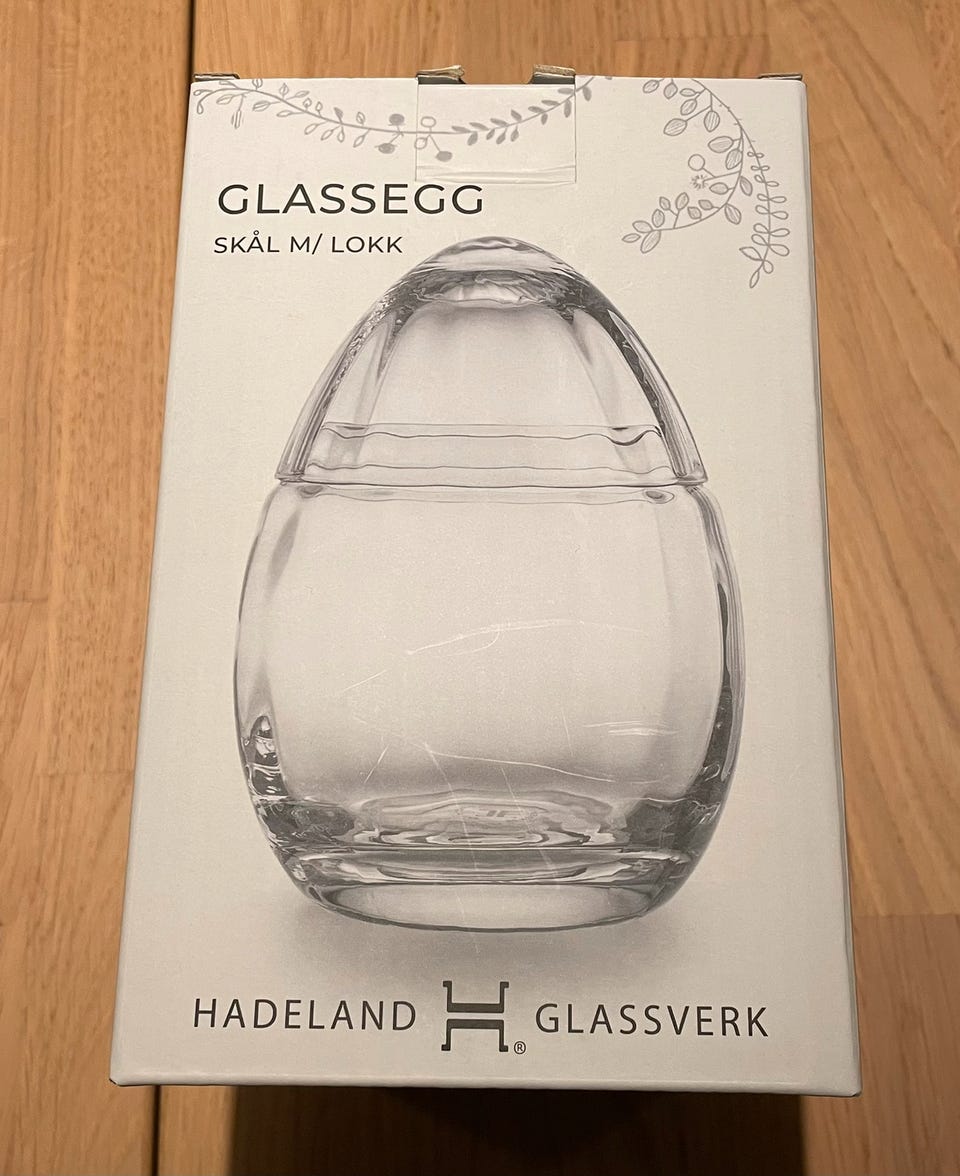 GLASSEGG
SKÅL M/ LOKK
HADELAND GLASSVERK
®